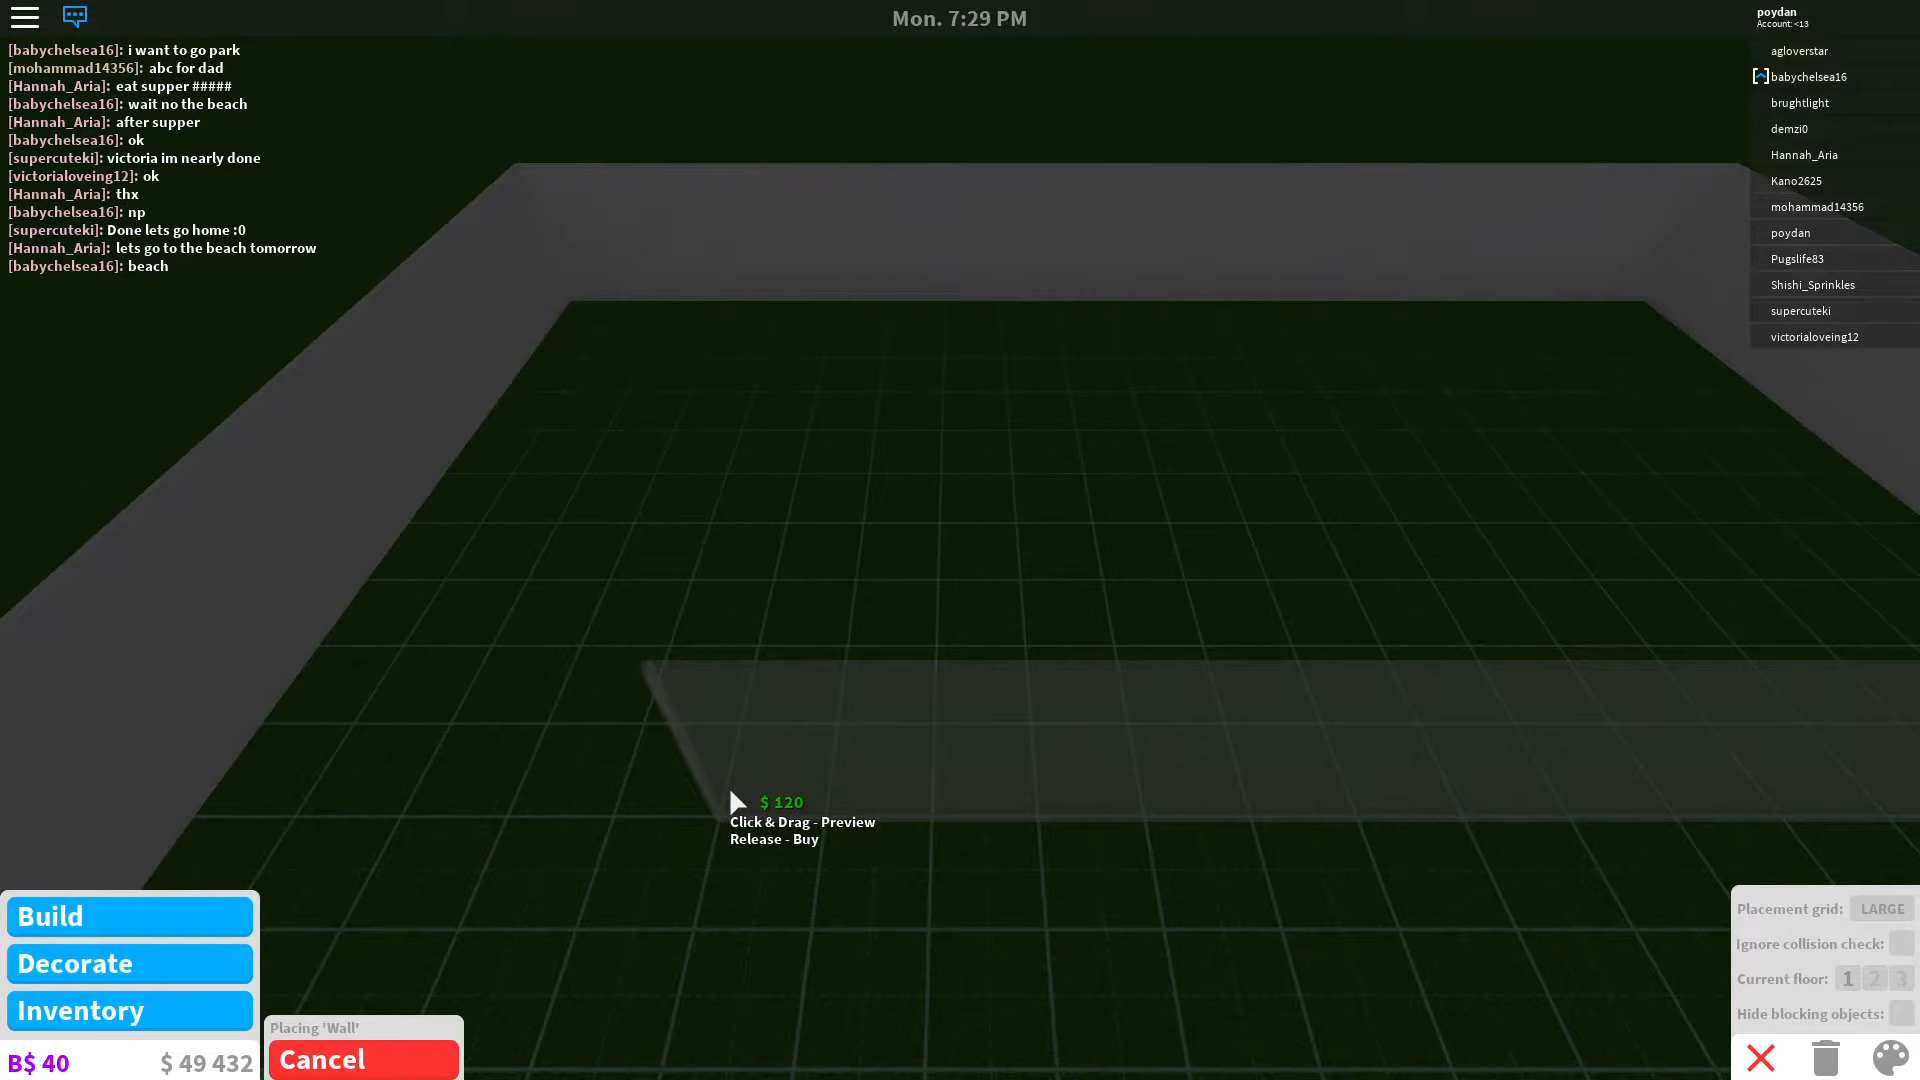 Mon. 7:29 PM
poydan
Account: <13
[babychelsea16]: i want to go park
[mohammad14356]: abc for dad
[Hannah_Aria]: eat supper #####
[babychelsea16]: wait no the beach
[Hannah_Aria]: after supper
[babychelsea16]: ok
[supercuteki]: victoria im nearly done
[victorialoveing12]: ok
[Hannah_Aria]: thx
[babychelsea16]: np
[supercuteki]: Done lets go home :0
[Hannah_Aria]: lets go to the beach tomorrow
[babychelsea16]: beach
agloverstar
babychelsea16
brughtlight
demzi0
Hannah_Aria
Kano2625
mohammad14356
poydan
Pugslife83
Shishi_Sprinkles
supercuteki
victorialoveing12
$ 120
Click & Drag - Preview
Release - Buy
Build
Decorate
Inventory
B$ 40 $ 49 432
Placing 'Wall'
Cancel
Placement grid: LARGE
Ignore collision check:
Current floor: 1 2 3
Hide blocking objects: